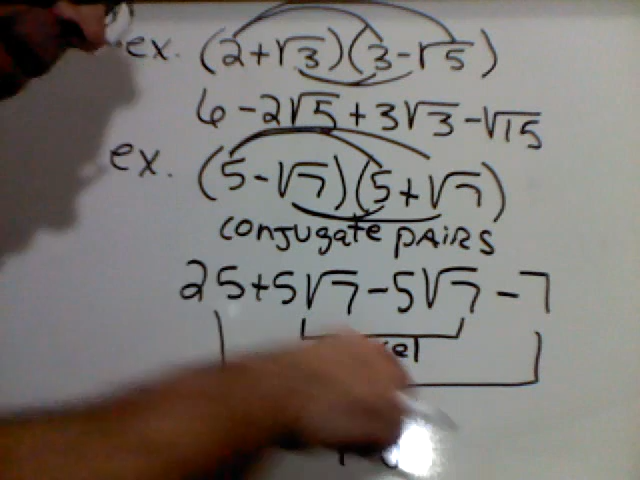 ex. (2+√3)(3-√5)
6-2√5+3√3-√15
ex. (5-√7)(5+√7)
conjugate PAIRS
25+5√7-5√7-7